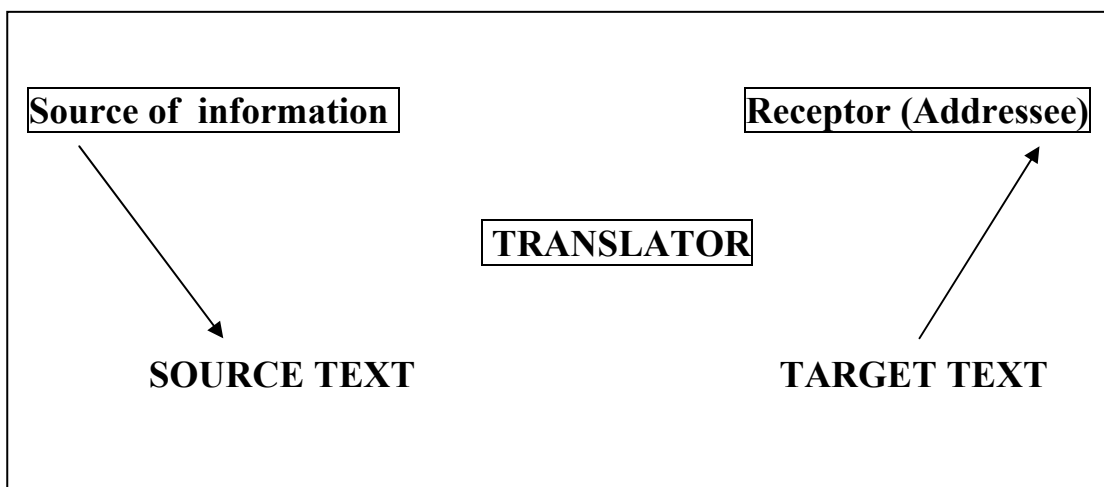 Source of information
Receptor (Addressee)
TRANSLATOR
SOURCE TEXT
TARGET TEXT